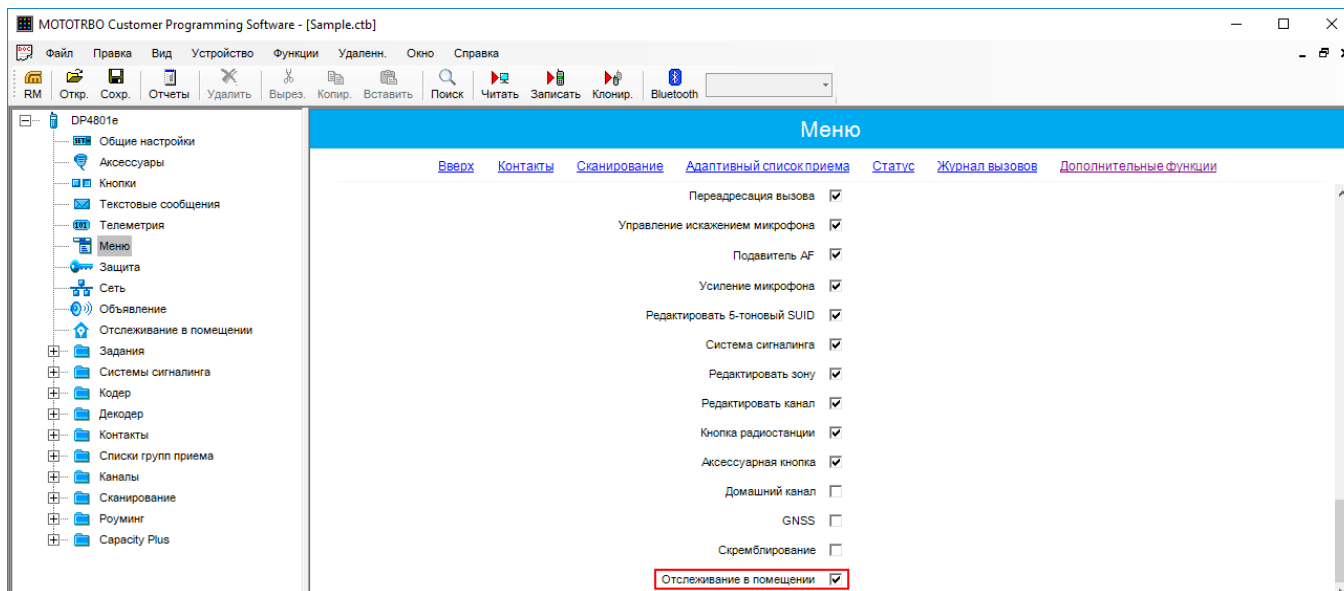 MOTOTRBO Customer Programming Software - [Sample.ctb]
Файл Правка Вид Устройство Функции Удаленн. Окно Справка
RM Откр. Сохр. Отчеты Удалить Вырез. Копир. Вставить Поиск Читать Записать Клонир. Bluetooth
DP4801e
Общие настройки
Аксессуары
Кнопки
Текстовые сообщения
Телеметрия
Меню
Защита
Сеть
Объявление
Отслеживание в помещении
Задания
Системы сигналинга
Кодер
Декодер
Контакты
Списки групп приема
Каналы
Сканирование
Роуминг
Capacity Plus
Меню
Вверх Контакты Сканирование Адаптивный список приема Статус Журнал вызовов Дополнительные функции
Переадресация вызова
Управление искажением микрофона
Подавитель AF
Усиление микрофона
Редактировать 5-тоновый SUID
Система сигналинга
Редактировать зону
Редактировать канал
Кнопка радиостанции
Аксессуарная кнопка
Домашний канал
GNSS
Скремблирование
Отслеживание в помещении